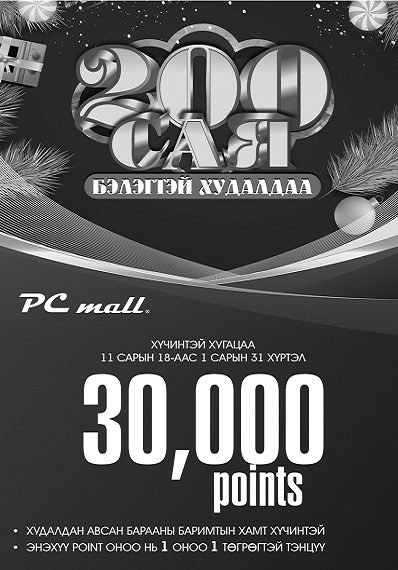 200
САЯ
БЭЛЭГТЭЙ ХУДАЛДАА
PC mall®
ХҮЧИНТЭЙ ХУГАЦАА
11 САРЫН 18-ААС 1 САРЫН 31 ХҮРТЭЛ
30,000
points
• ХУДАЛДАН АВСАН БАРААНЫ БАРИМТЫН ХАМТ ХҮЧИНТЭЙ
• ЭНЭХҮҮ POINT ОНОО НЬ 1 ОНОО 1 ТӨГРӨГТЭЙ ТЭНЦҮҮ